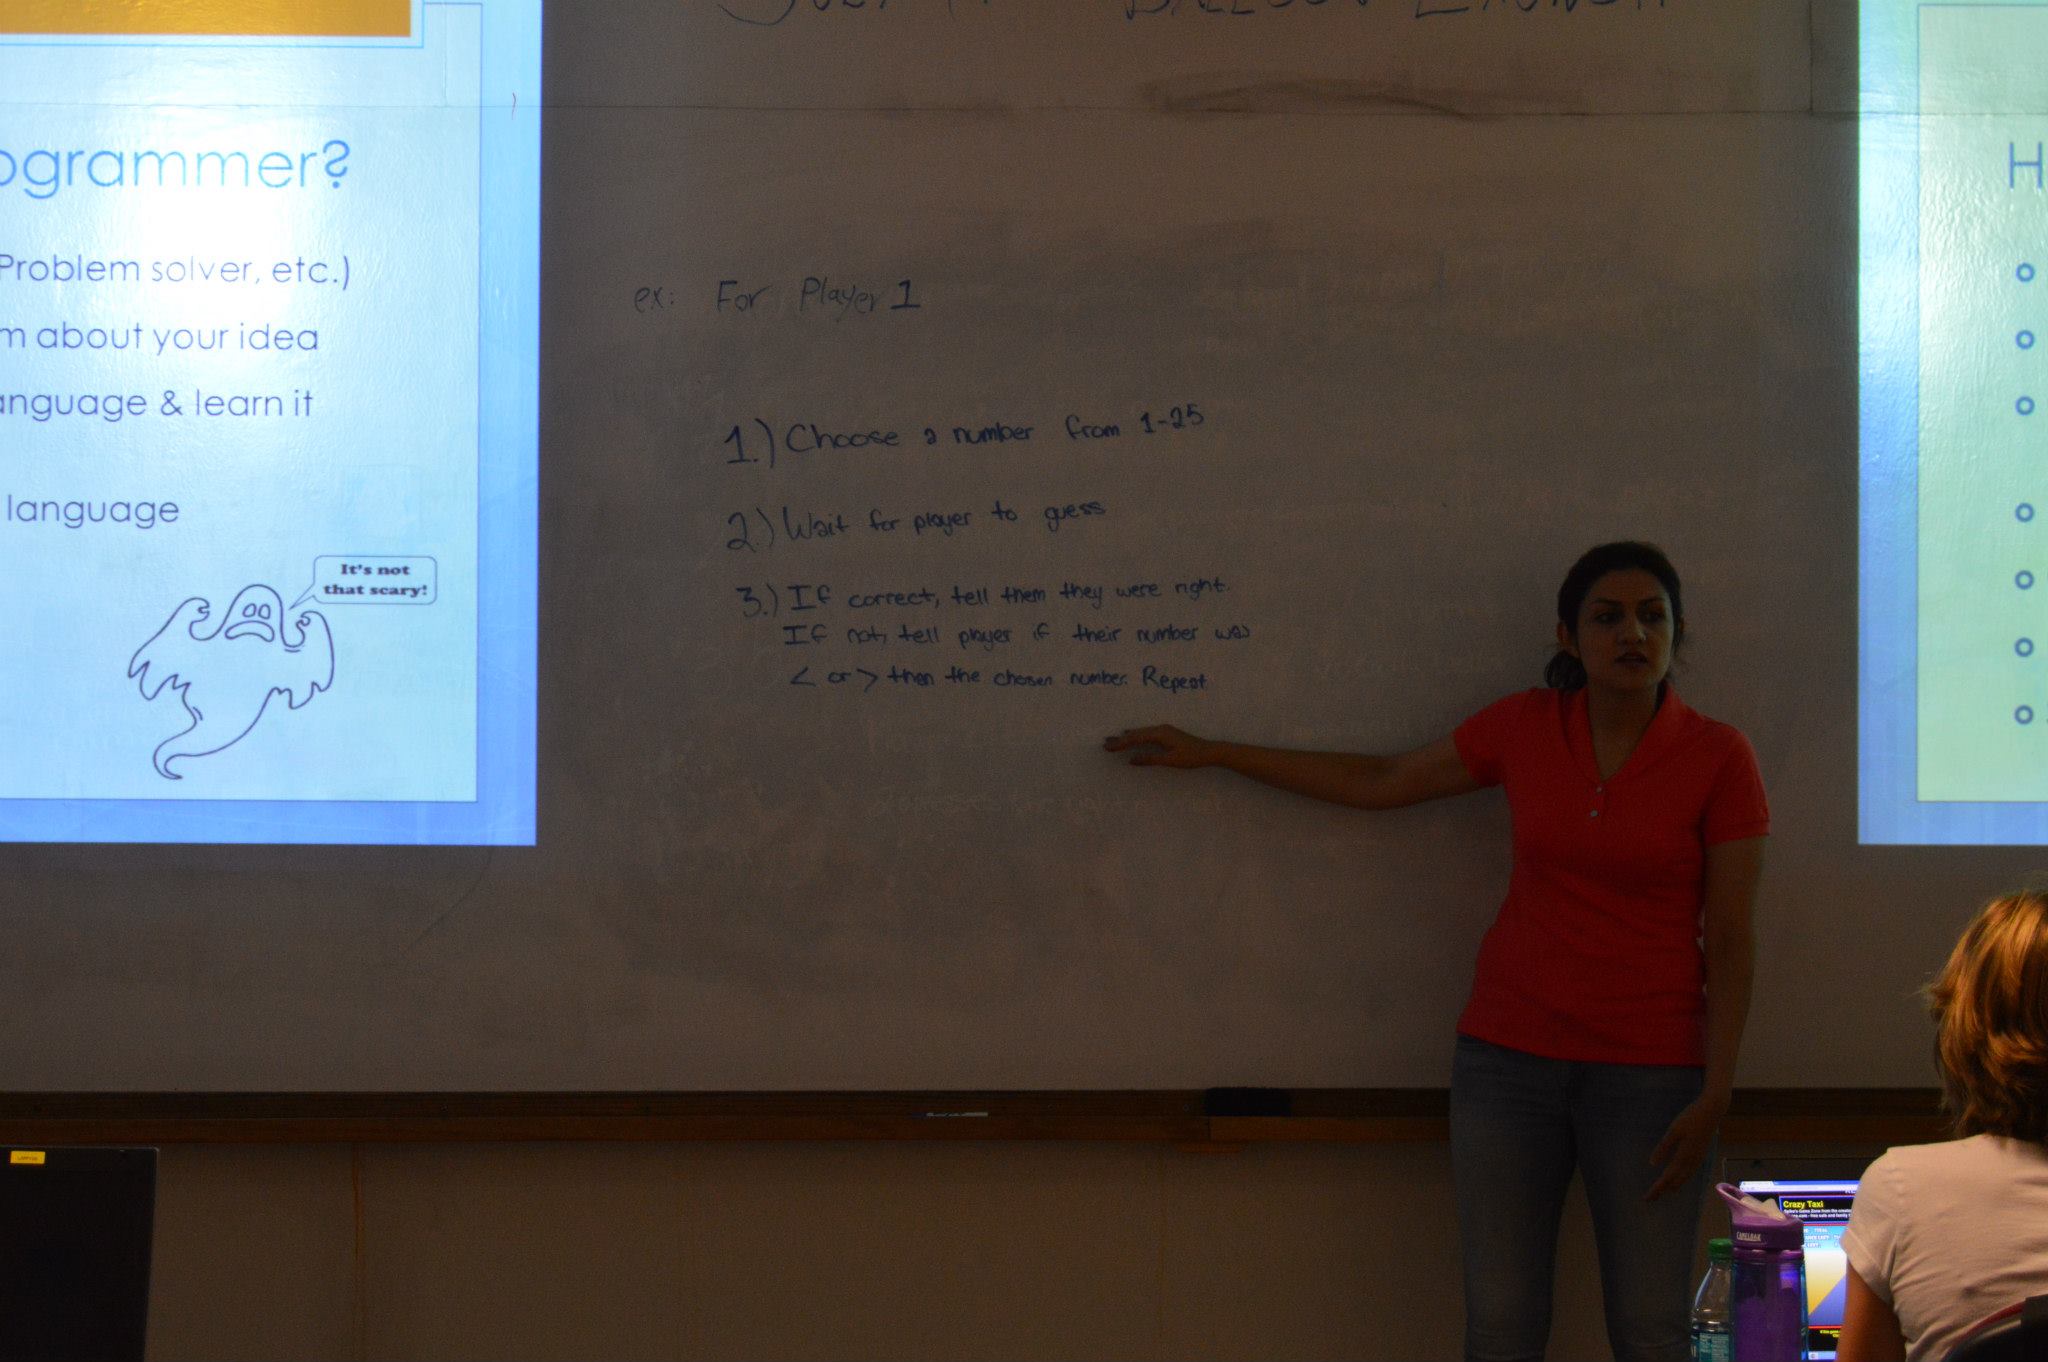 ogrammer?
Problem solver, etc.)
m about your idea
anguage & learn it
language
It's not
that scary!
ex: For Player 1
1.) Choose a number from 1-25
2.) Wait for player to guess
3.) If correct, tell them they were right.
If not, tell player if their number was
< or > then the chosen number. Repeat
H
Crazy Taxi
CAMELBAK